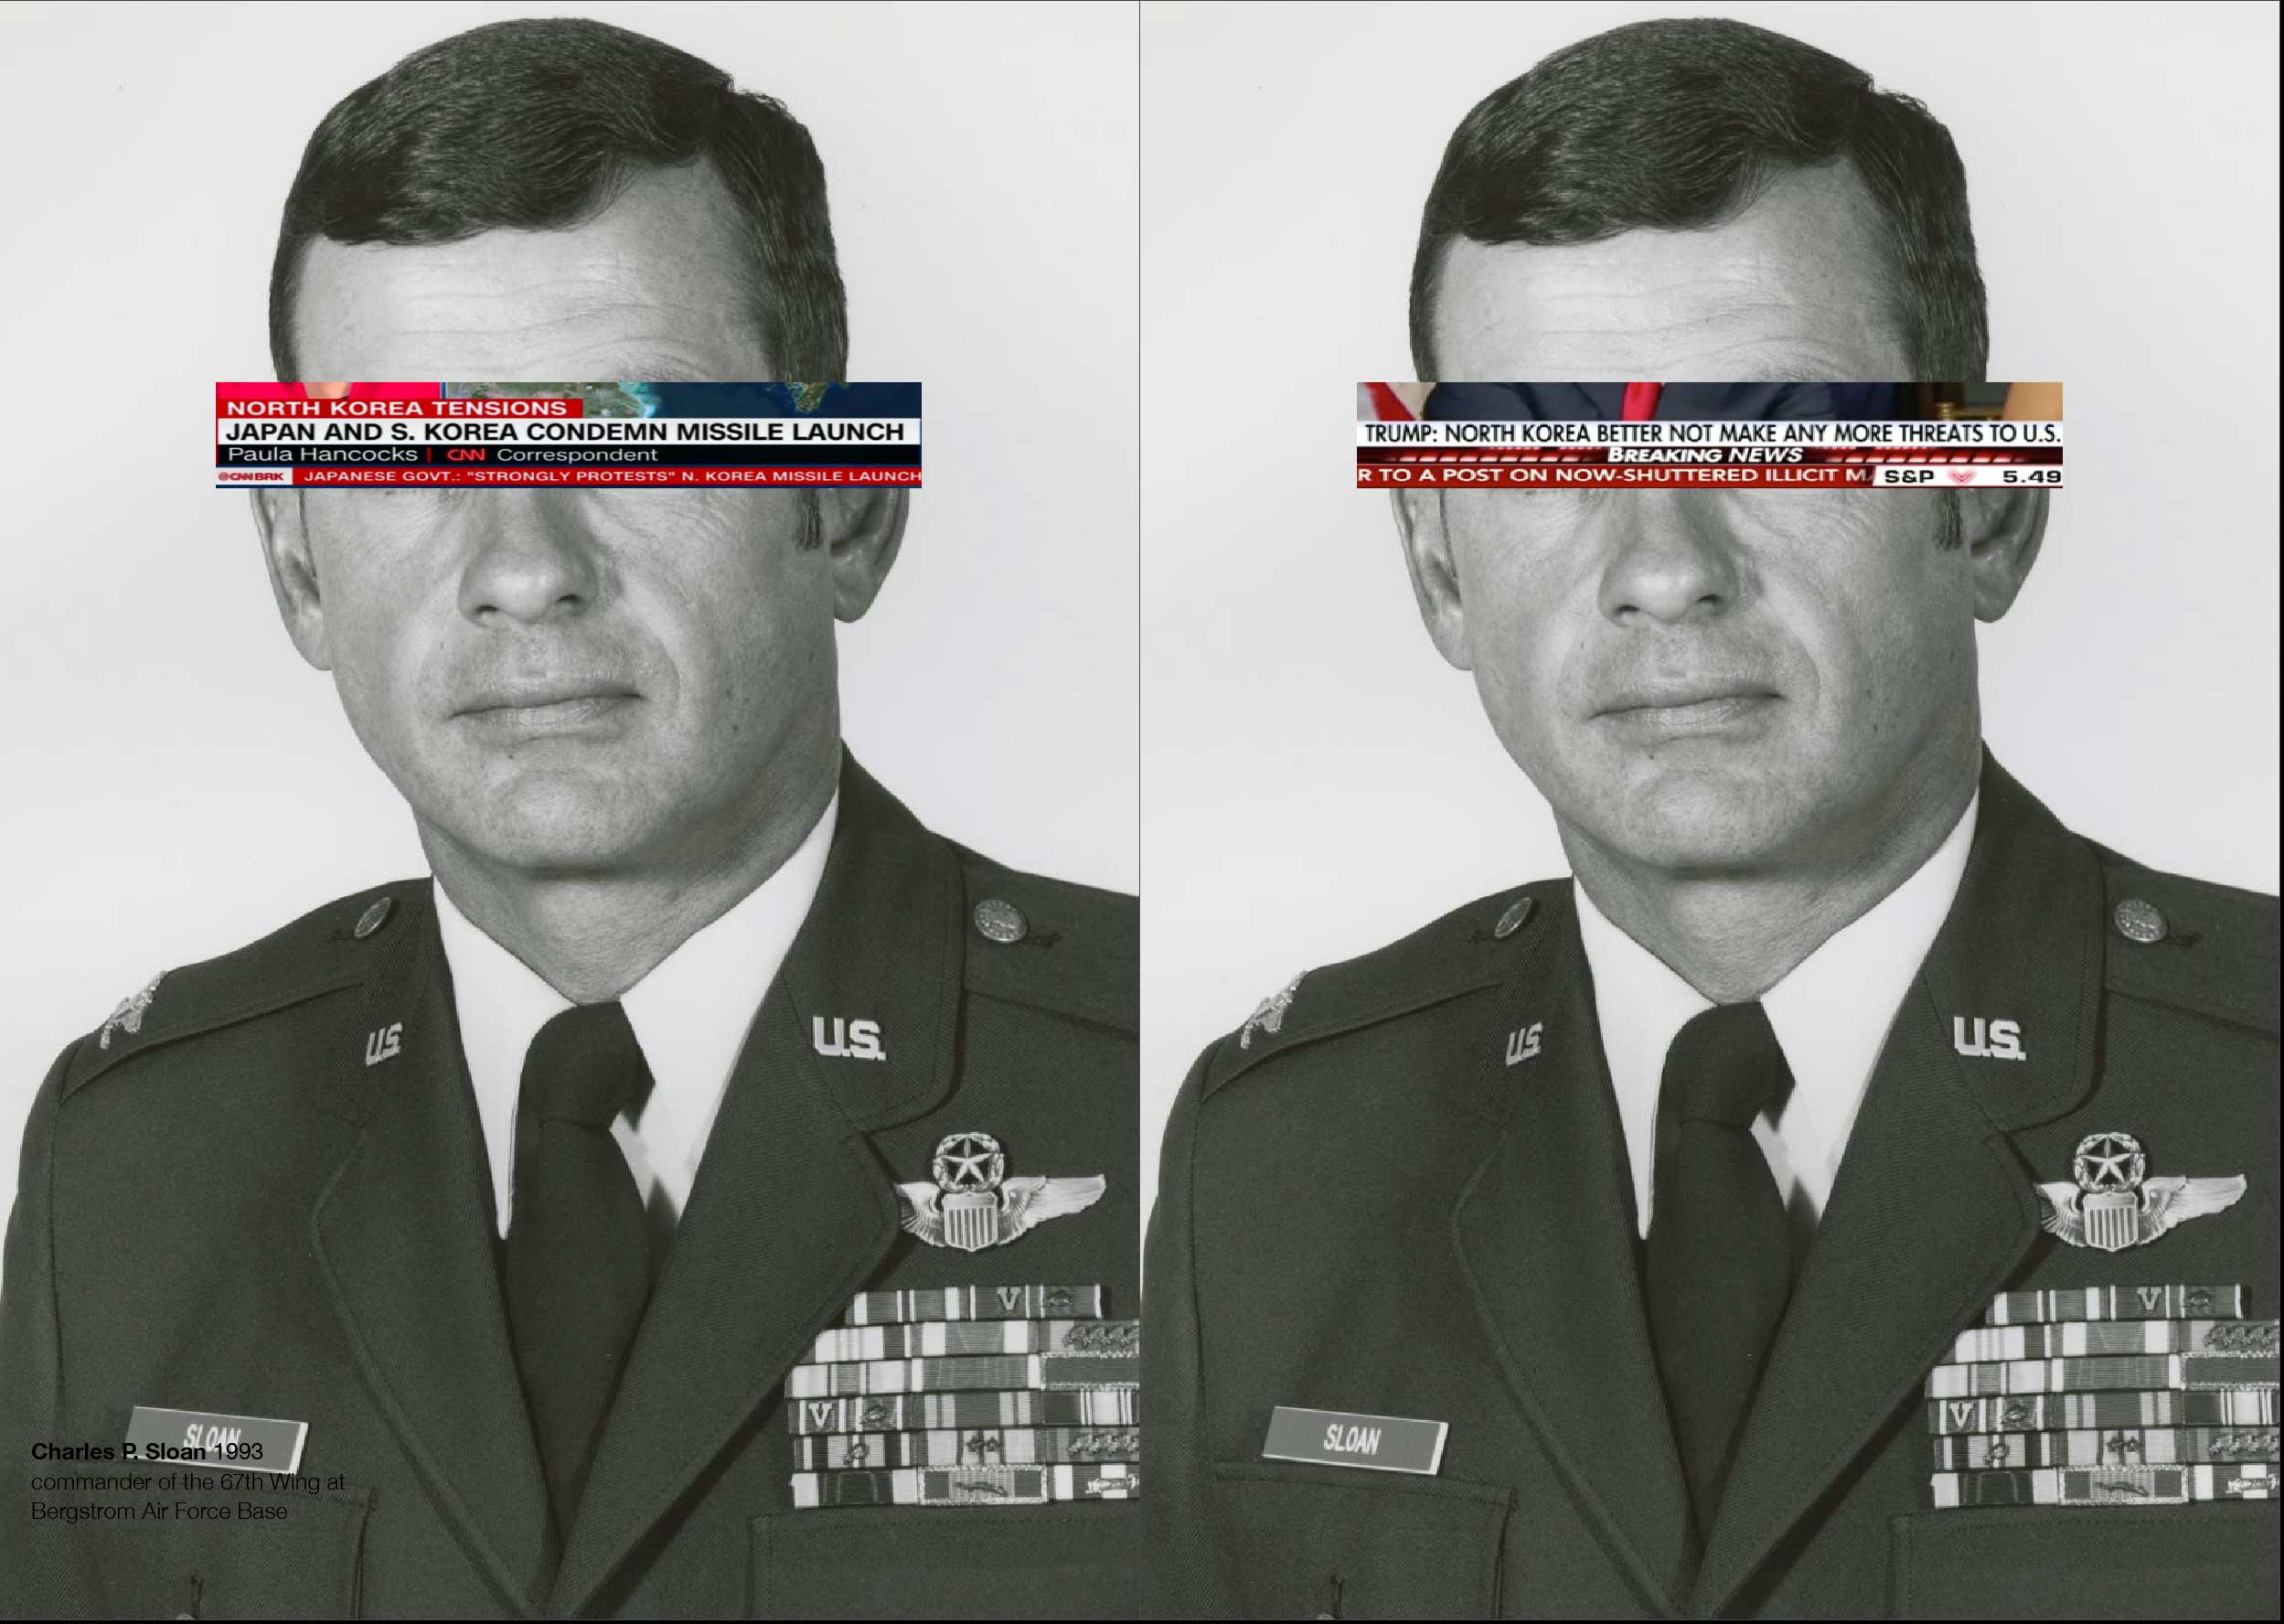 NORTH KOREA TENSIONS
JAPAN AND S. KOREA CONDEMN MISSILE LAUNCH
Paula Hancocks | CNN Correspondent
@CNNBRK JAPANESE GOVT.: "STRONGLY PROTESTS" N. KOREA MISSILE LAUNCH
U.S.
U.S.
V
V
SLOAN
Charles P. Sloan 1993
commander of the 67th Wing at
Bergstrom Air Force Base
TRUMP: NORTH KOREA BETTER NOT MAKE ANY MORE THREATS TO U.S.
BREAKING NEWS
R TO A POST ON NOW-SHUTTERED ILLICIT MA S&P 5.49
U.S.
U.S.
V
V
SLOAN